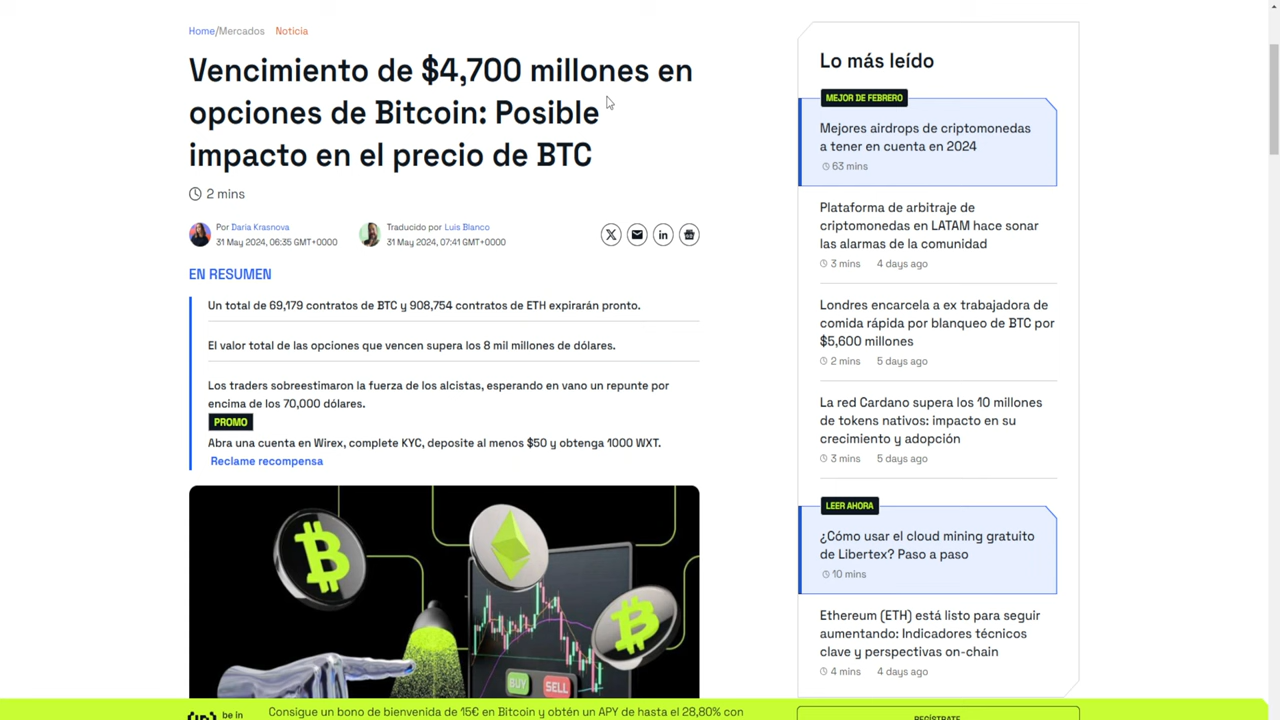 Home/Mercados Noticia
Vencimiento de $4,700 millones en
opciones de Bitcoin: Posible
impacto en el precio de BTC
2 mins
Por Daria Krasnova
31 May 2024, 06:35 GMT+0000
Traducido por Luis Blanco
31 May 2024, 07:41 GMT+0000
EN RESUMEN
Un total de 69,179 contratos de BTC y 908,754 contratos de ETH expirarán pronto.
El valor total de las opciones que vencen supera los 8 mil millones de dólares.
Los traders sobreestimaron la fuerza de los alcistas, esperando en vano un repunte por
encima de los 70,000 dólares.
PROMO
Abra una cuenta en Wirex, complete KYC, deposite al menos $50 y obtenga 1000 WXT.
Reclame recompensa
BUY
SELL
Lo más leído
MEJOR DE FEBRERO
Mejores airdrops de criptomonedas
a tener en cuenta en 2024
63 mins
Plataforma de arbitraje de
criptomonedas en LATAM hace sonar
las alarmas de la comunidad
3 mins 4 days ago
Londres encarcela a ex trabajadora de
comida rápida por blanqueo de BTC por
$5,600 millones
2 mins 5 days ago
La red Cardano supera los 10 millones
de tokens nativos: impacto en su
crecimiento y adopción
3 mins 5 days ago
LEER AHORA
¿Cómo usar el cloud mining gratuito
de Libertex? Paso a paso
10 mins
Ethereum (ETH) está listo para seguir
aumentando: Indicadores técnicos
clave y perspectivas on-chain
4 mins 4 days ago
be in
Consigue un bono de bienvenida de 15€ en Bitcoin y obtén un APY de hasta el 28,80% con
REGÍSTRATE